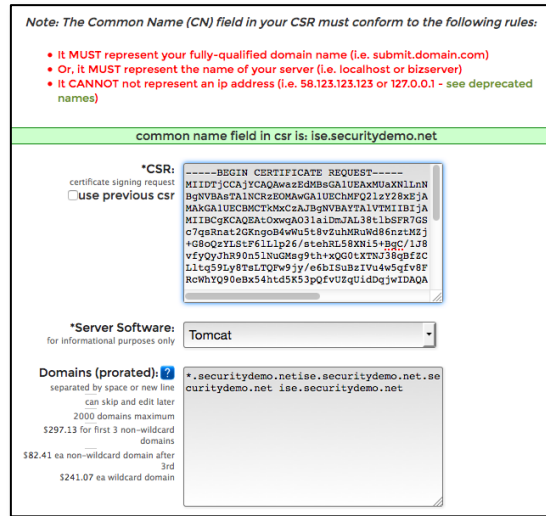 Note: The Common Name (CN) field in your CSR must conform to the following rules:
• It MUST represent your fully-qualified domain name (i.e. submit.domain.com)
• Or, it MUST represent the name of your server (i.e. localhost or bizserver)
• It CANNOT not represent an ip address (i.e. 58.123.123.123 or 127.0.0.1 - see deprecated
names)
common name field in csr is: ise.securitydemo.net
*CSR:
certificate signing request
use previous csr
-----BEGIN CERTIFICATE REQUEST-----
MIIDTjCCAjYCAQAwazEdMBsGA1UEAxMUaXNlLnN
BgNVBAsTA1NCRzEOMAwGA1UEChMFQ2lzY28xEjA
MAkGA1UECBMCTkMxCzAJBgNVBAYTAlVTMIIBIjA
MIIBCgKCAQEAtOxwqAO31aiDmJAL38tlbSFR7GS
c7qsRnat2GKngoB4wWu5t8vZuhMRuWd86nztMZj
+G8oQzYLStF6lLlp26/stehRL58XNi5+BgC/lJ8
vfyQyJhR90n5lNuGMsg9th+xQG0tXTNJ38qBfZC
Lltq59Ly8TsLTQFw9jy/e6bISuBzIVu4w5qfv8F
RcWhYQ90eBx54htd5K53pQfvUZqUidDqjwIDAQA
*Server Software:
for informational purposes only
Tomcat
Domains (prorated): ?
separated by space or new line
can skip and edit later
2000 domains maximum
$297.13 for first 3 non-wildcard
domains
$82.41 ea non-wildcard domain after
3rd
$241.07 ea wildcard domain
*.securitydemo.netise.securitydemo.net.se
curitydemo.net ise.securitydemo.net